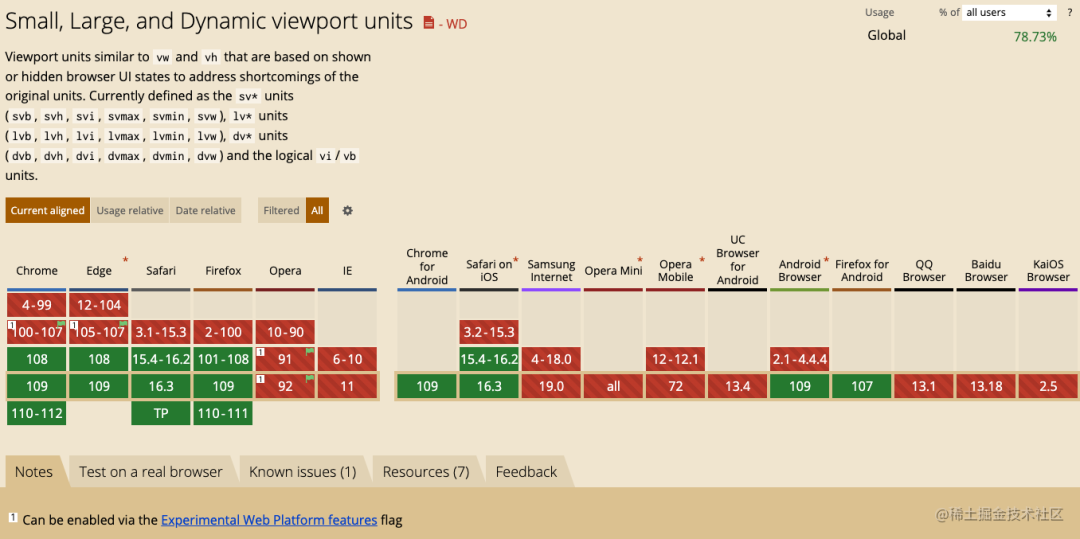 Small, Large, and Dynamic viewport units - WD
Usage % of all users ?
Global 78.73%
Viewport units similar to vw and vh that are based on shown
or hidden browser UI states to address shortcomings of the
original units. Currently defined as the sv* units
(svb, svh, svi, svmax, svmin, svw), lv* units
(lvb, lvh, lvi, lvmax, lvmin, lvw), dv* units
(dvb, dvh, dvi, dvmax, dvmin, dvw) and the logical vi/vb
units.
Current aligned Usage relative Date relative Filtered All
Chrome Edge * Safari Firefox Opera IE Chrome for Android Safari on iOS * Samsung Internet Opera Mini * Opera Mobile * UC Browser for Android Android Browser * Firefox for Android QQ Browser Baidu Browser KaiOS Browser
4-99 12-104
1 100-107 1 105-107 3.1-15.3 2-100 10-90 3.2-15.3
108 108 15.4-16.2 101-108 1 91 6-10 15.4-16.2 4-18.0 12-12.1 2.1-4.4.4
109 109 16.3 109 1 92 11 109 16.3 19.0 all 72 13.4 109 107 13.1 13.18 2.5
110-112 TP 110-111
Notes Test on a real browser Known issues (1) Resources (7) Feedback
1 Can be enabled via the Experimental Web Platform features flag
@稀土掘金技术社区